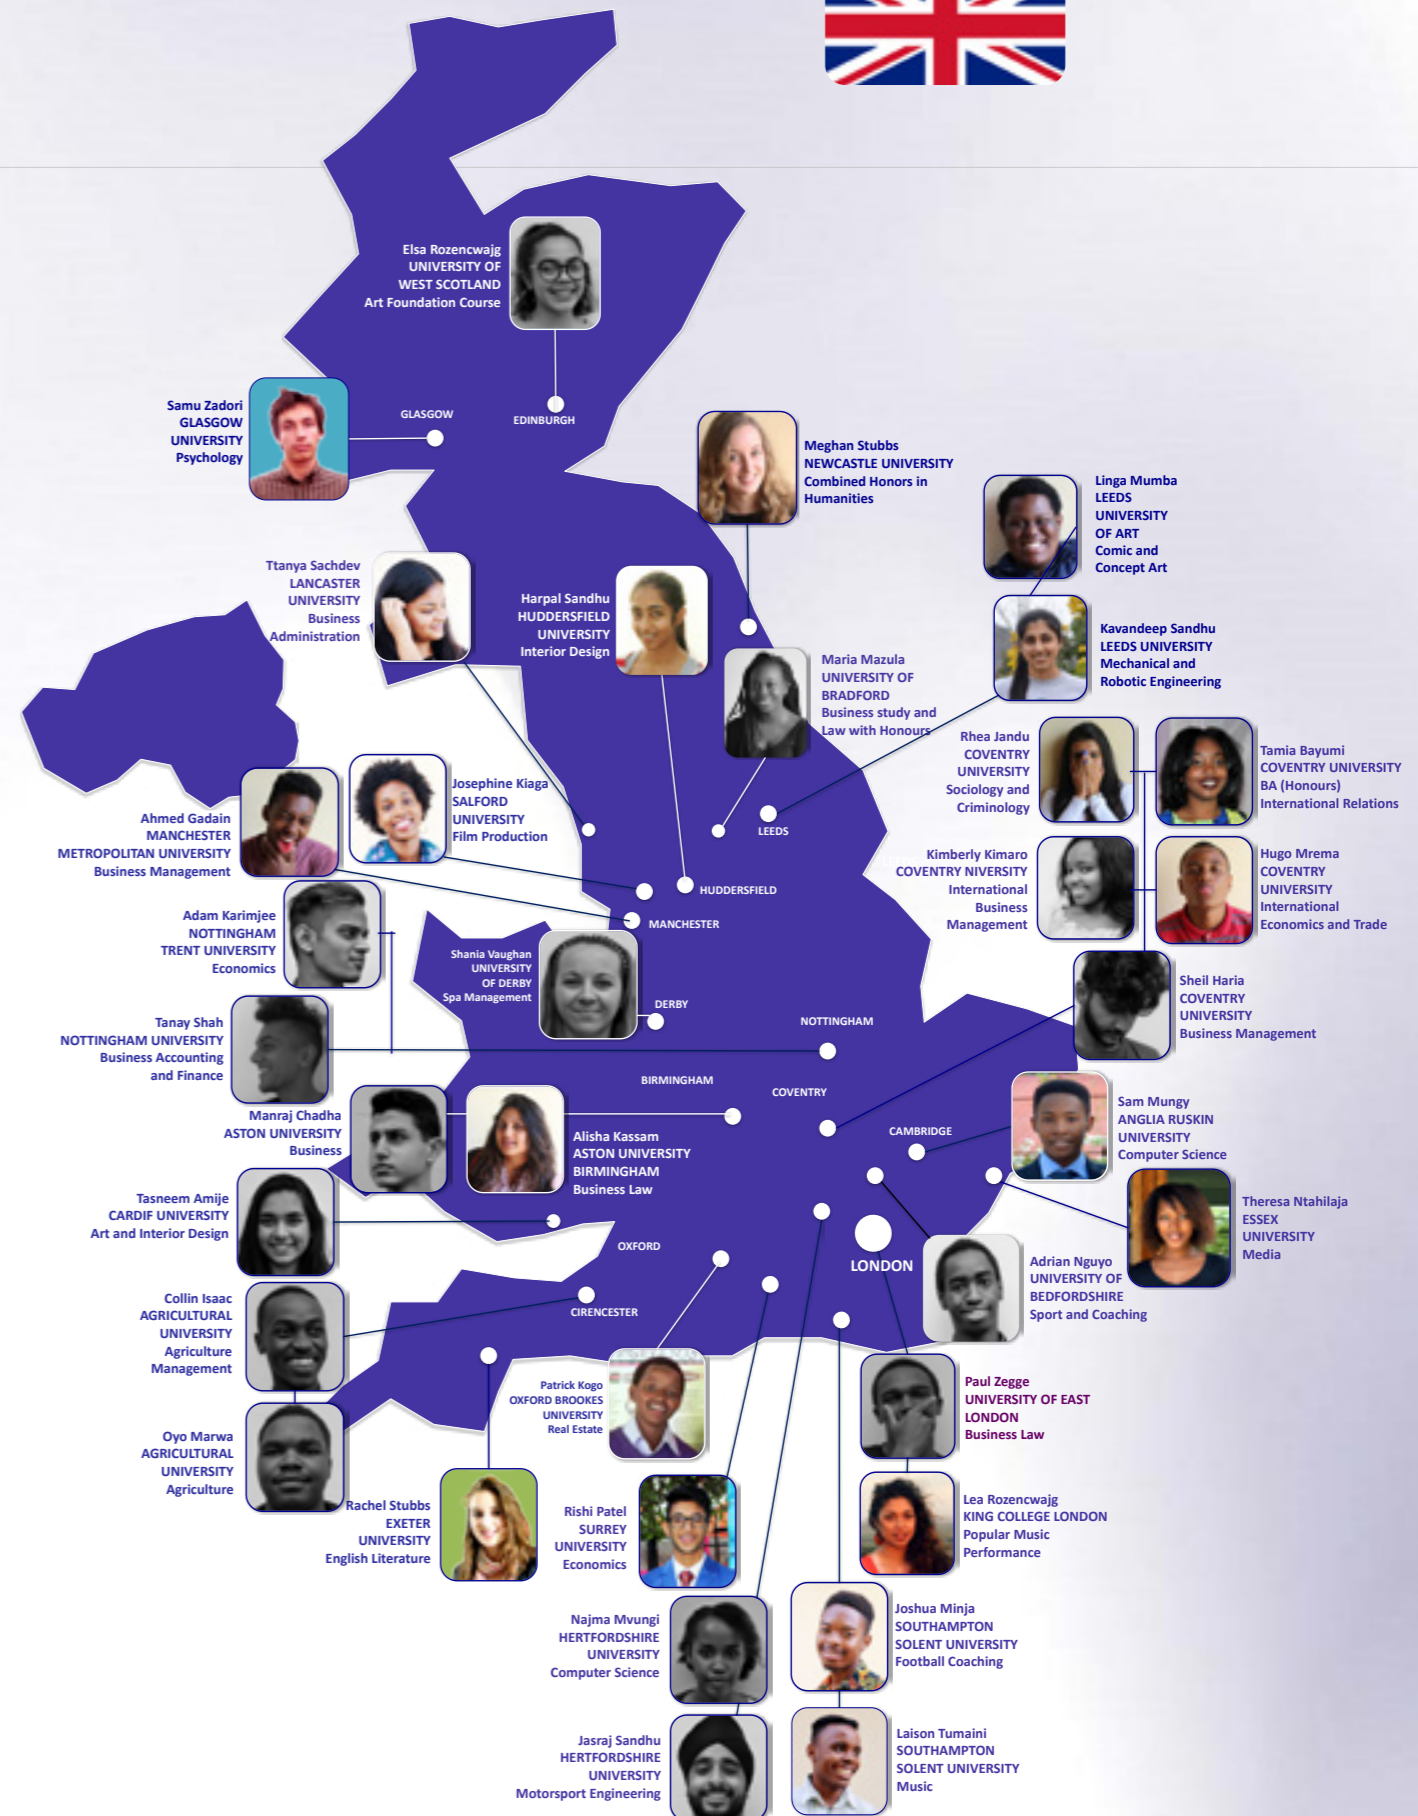 Elsa Rozencwajg
UNIVERSITY OF
WEST SCOTLAND
Art Foundation Course
Samu Zadori
GLASGOW
UNIVERSITY
Psychology
GLASGOW
EDINBURGH
Meghan Stubbs
NEWCASTLE UNIVERSITY
Combined Honors in
Humanities
Linga Mumba
LEEDS
UNIVERSITY
OF ART
Comic and
Concept Art
Ttanya Sachdev
LANCASTER
UNIVERSITY
Business
Administration
Harpal Sandhu
HUDDERSFIELD
UNIVERSITY
Interior Design
Kavandeep Sandhu
LEEDS UNIVERSITY
Mechanical and
Robotic Engineering
Maria Mazula
UNIVERSITY OF
BRADFORD
Business study and
Law with Honours
Rhea Jandu
COVENTRY
UNIVERSITY
Sociology and
Criminology
Tamia Bayumi
COVENTRY UNIVERSITY
BA (Honours)
International Relations
Josephine Kiaga
SALFORD
UNIVERSITY
Film Production
Ahmed Gadain
MANCHESTER
METROPOLITAN UNIVERSITY
Business Management
LEEDS
Kimberly Kimaro
COVENTRY NIVERSITY
International
Business
Management
Hugo Mrema
COVENTRY
UNIVERSITY
International
Economics and Trade
HUDDERSFIELD
MANCHESTER
Adam Karimjee
NOTTINGHAM
TRENT UNIVERSITY
Economics
Shania Vaughan
UNIVERSITY
OF DERBY
Spa Management
DERBY
Sheil Haria
COVENTRY
UNIVERSITY
Business Management
Tanay Shah
NOTTINGHAM UNIVERSITY
Business Accounting
and Finance
NOTTINGHAM
BIRMINGHAM
COVENTRY
Manraj Chadha
ASTON UNIVERSITY
Business
Alisha Kassam
ASTON UNIVERSITY
BIRMINGHAM
Business Law
CAMBRIDGE
Sam Mungy
ANGLIA RUSKIN
UNIVERSITY
Computer Science
Tasneem Amije
CARDIF UNIVERSITY
Art and Interior Design
Theresa Ntahilaja
ESSEX
UNIVERSITY
Media
OXFORD
LONDON
Adrian Nguyo
UNIVERSITY OF
BEDFORDSHIRE
Sport and Coaching
Collin Isaac
AGRICULTURAL
UNIVERSITY
Agriculture
Management
CIRENCESTER
Patrick Kogo
OXFORD BROOKES
UNIVERSITY
Real Estate
Paul Zegge
UNIVERSITY OF EAST
LONDON
Business Law
Oyo Marwa
AGRICULTURAL
UNIVERSITY
Agriculture
Rachel Stubbs
EXETER
UNIVERSITY
English Literature
Rishi Patel
SURREY
UNIVERSITY
Economics
Lea Rozencwajg
KING COLLEGE LONDON
Popular Music
Performance
Najma Mvungi
HERTFORDSHIRE
UNIVERSITY
Computer Science
Joshua Minja
SOUTHAMPTON
SOLENT UNIVERSITY
Football Coaching
Jasraj Sandhu
HERTFORDSHIRE
UNIVERSITY
Motorsport Engineering
Laison Tumaini
SOUTHAMPTON
SOLENT UNIVERSITY
Music